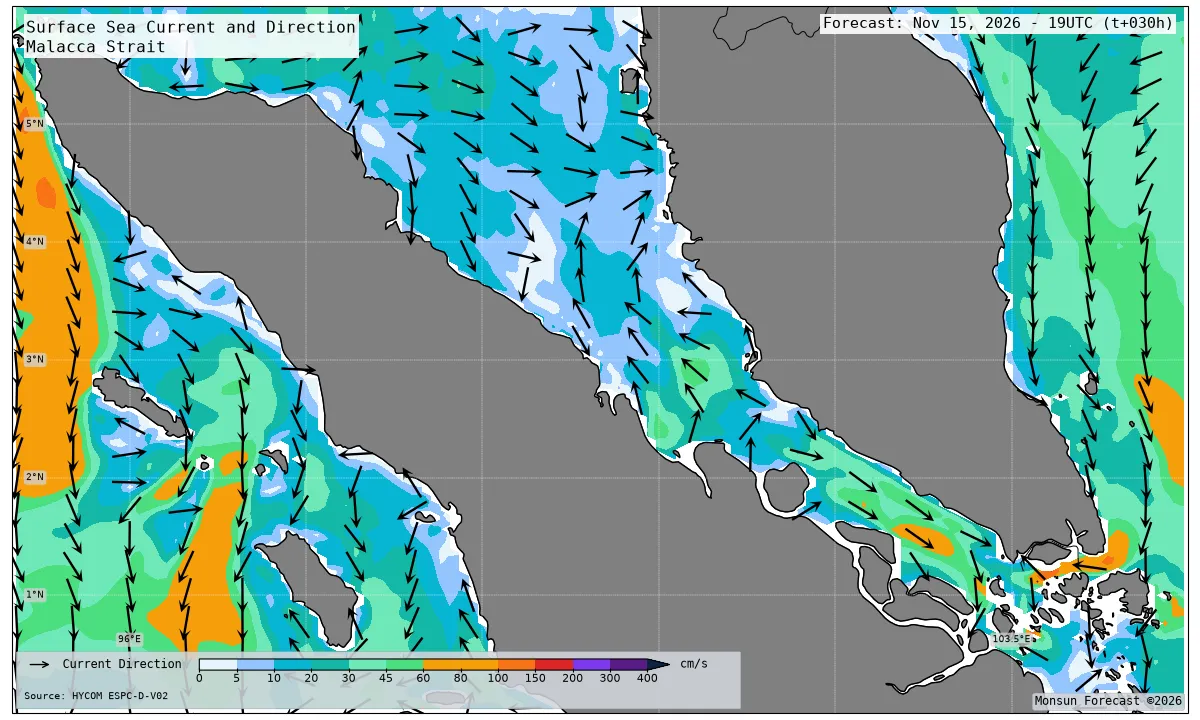 Surface Sea Current and Direction
Malacca Strait
Forecast: Nov 15, 2026 - 19UTC (t+030h)
5°N
4°N
3°N
2°N
1°N
96°E
103.5°E
Current Direction
0 5 10 20 30 45 60 80 100 150 200 300 400
cm/s
Source: HYCOM ESPC-D-V02
Monsun Forecast ©2026